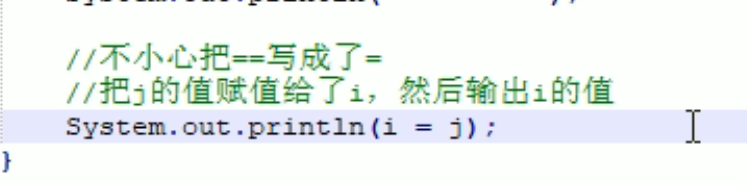 //不小心把==写成了=
//把j的值赋值给了i，然后输出i的值
System.out.println(i = j);
}